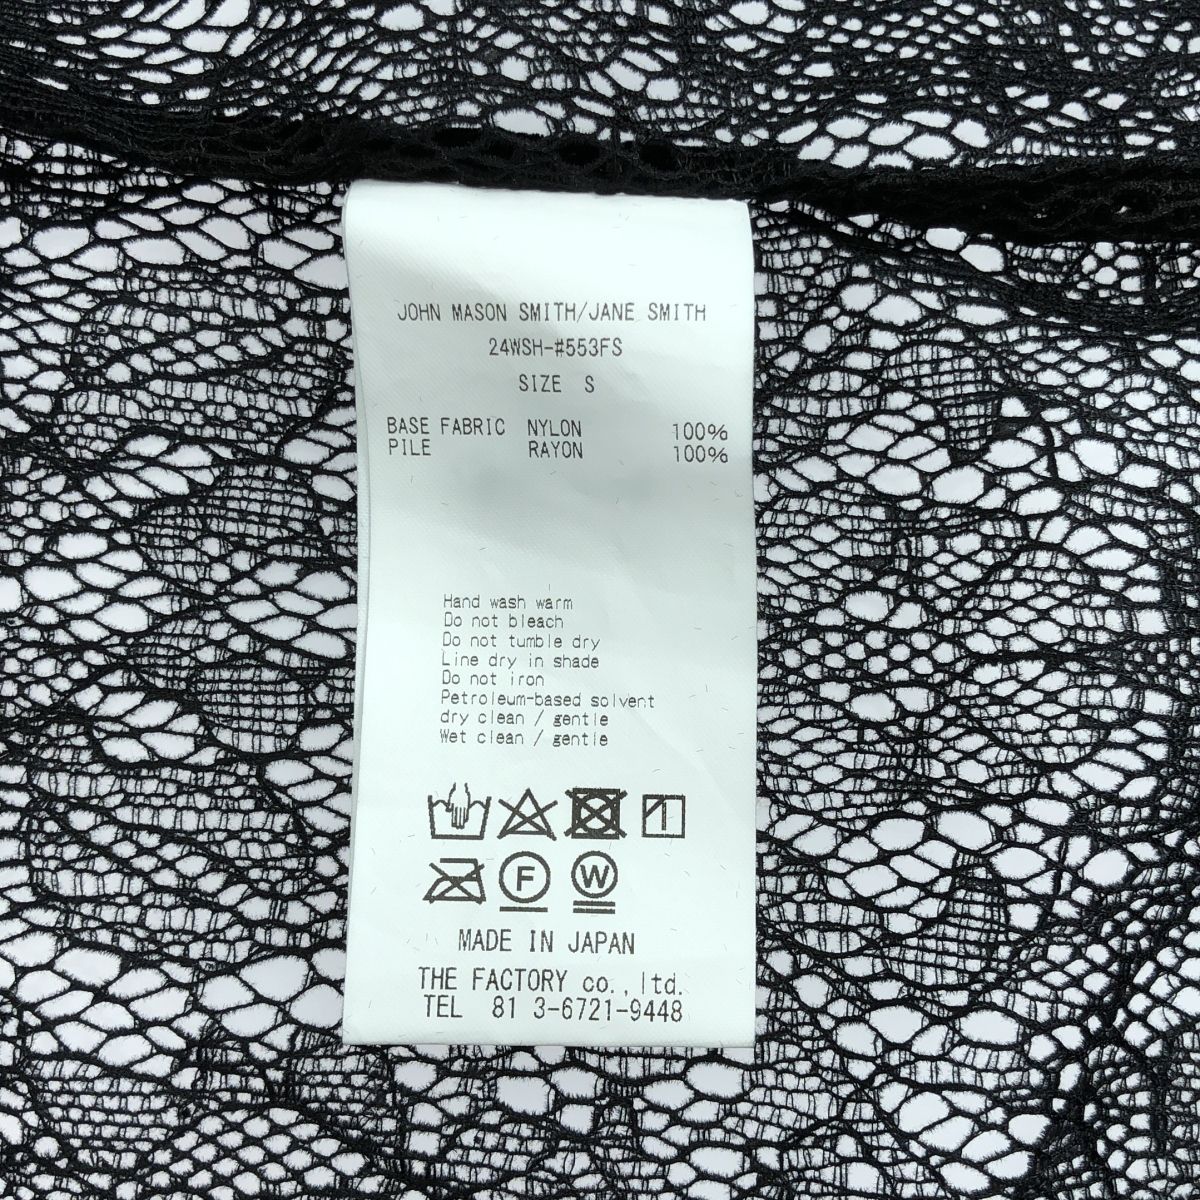 JOHN MASON SMITH/JANE SMITH
24WSH-#553FS
SIZE S
BASE FABRIC NYLON 100%
PILE RAYON 100%
Hand wash warm
Do not bleach
Do not tumble dry
Line dry in shade
Do not iron
Petroleum-based solvent
dry clean / gentle
Wet clean / gentle
F W
MADE IN JAPAN
THE FACTORY co.,ltd.
TEL 81 3-6721-9448